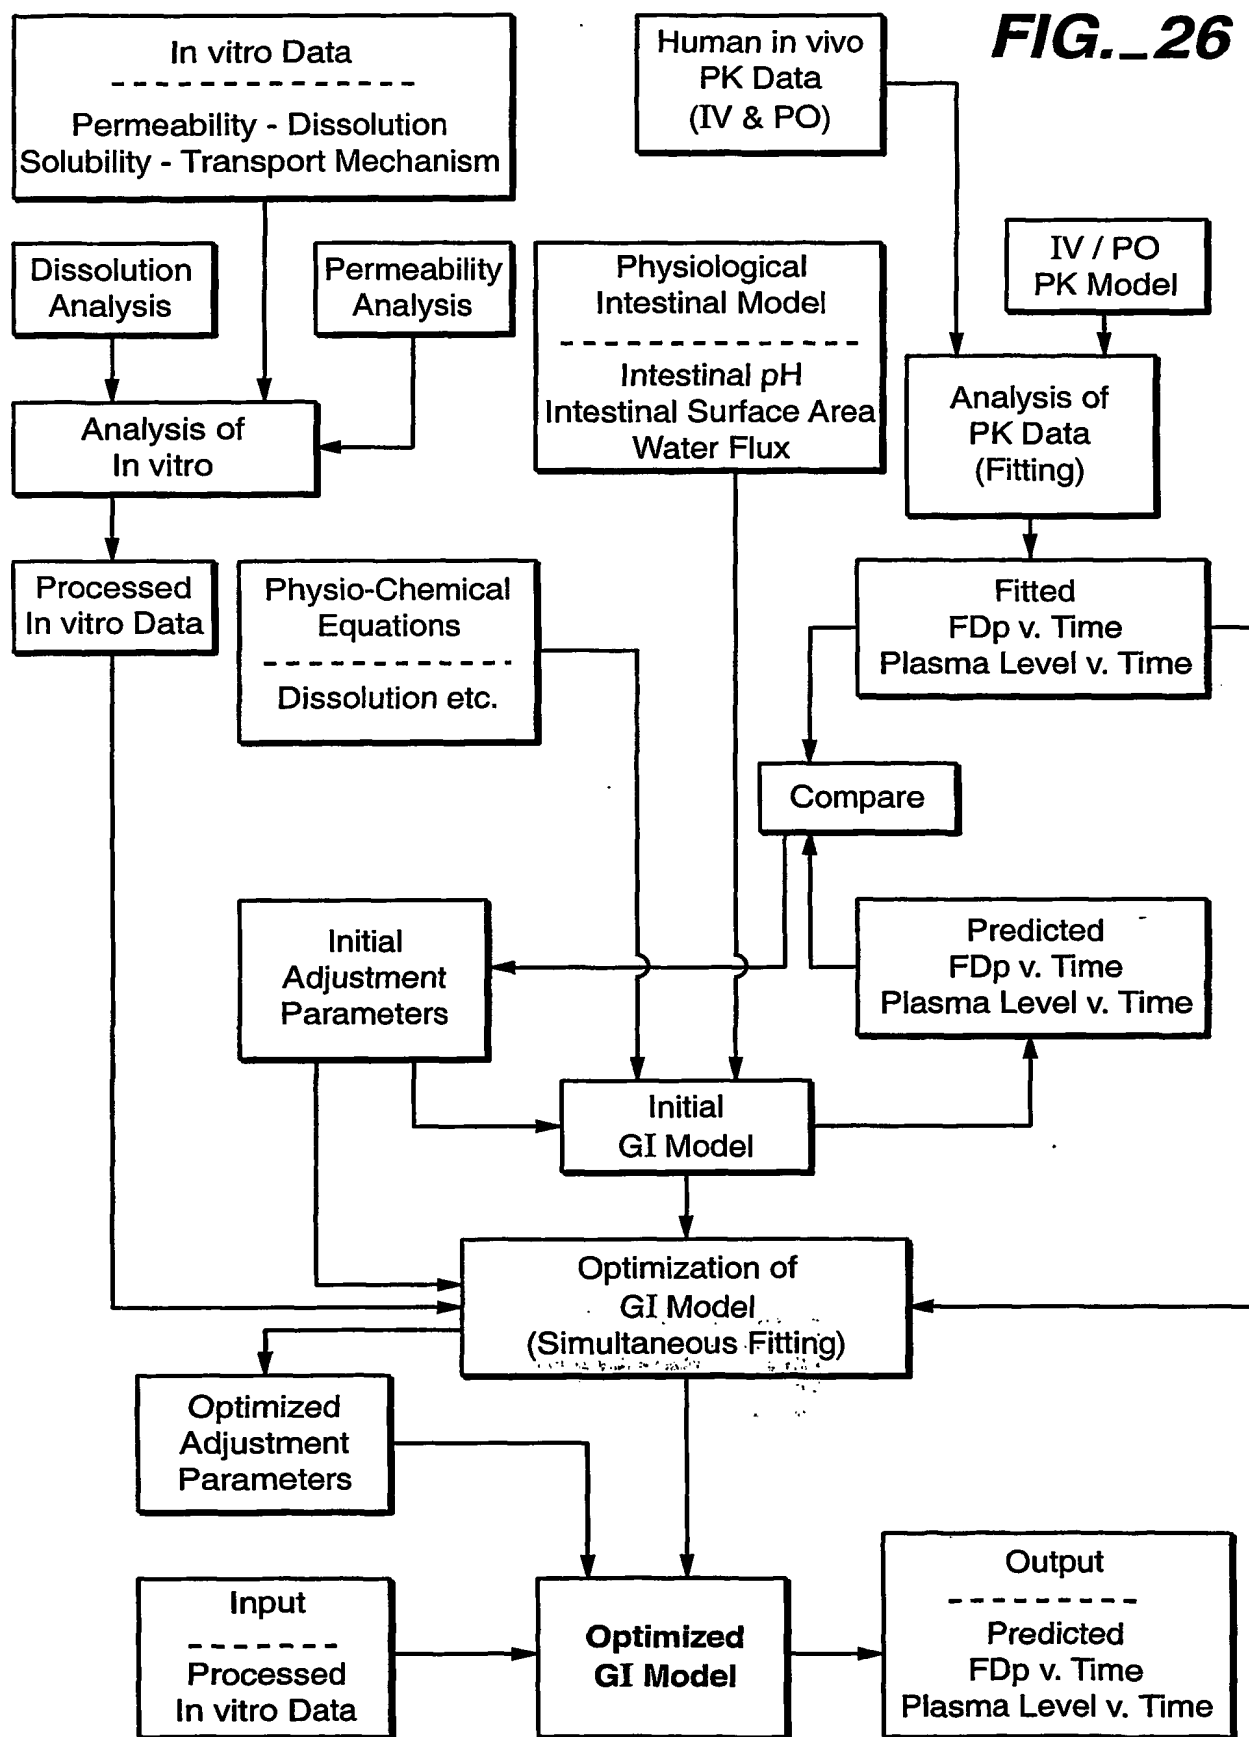 FIG._26
In vitro Data
Permeability - Dissolution
Solubility - Transport Mechanism
Human in vivo
PK Data
(IV & PO)
Dissolution
Analysis
Permeability
Analysis
Physiological
Intestinal Model
Intestinal pH
Intestinal Surface Area
Water Flux
IV / PO
PK Model
Analysis of
In vitro
Analysis of
PK Data
(Fitting)
Processed
In vitro Data
Physio-Chemical
Equations
Dissolution etc.
Fitted
FDp v. Time
Plasma Level v. Time
Compare
Initial
Adjustment
Parameters
Predicted
FDp v. Time
Plasma Level v. Time
Initial
GI Model
Optimization of
GI Model
(Simultaneous Fitting)
Optimized
Adjustment
Parameters
Input
Processed
In vitro Data
Optimized
GI Model
Output
Predicted
FDp v. Time
Plasma Level v. Time